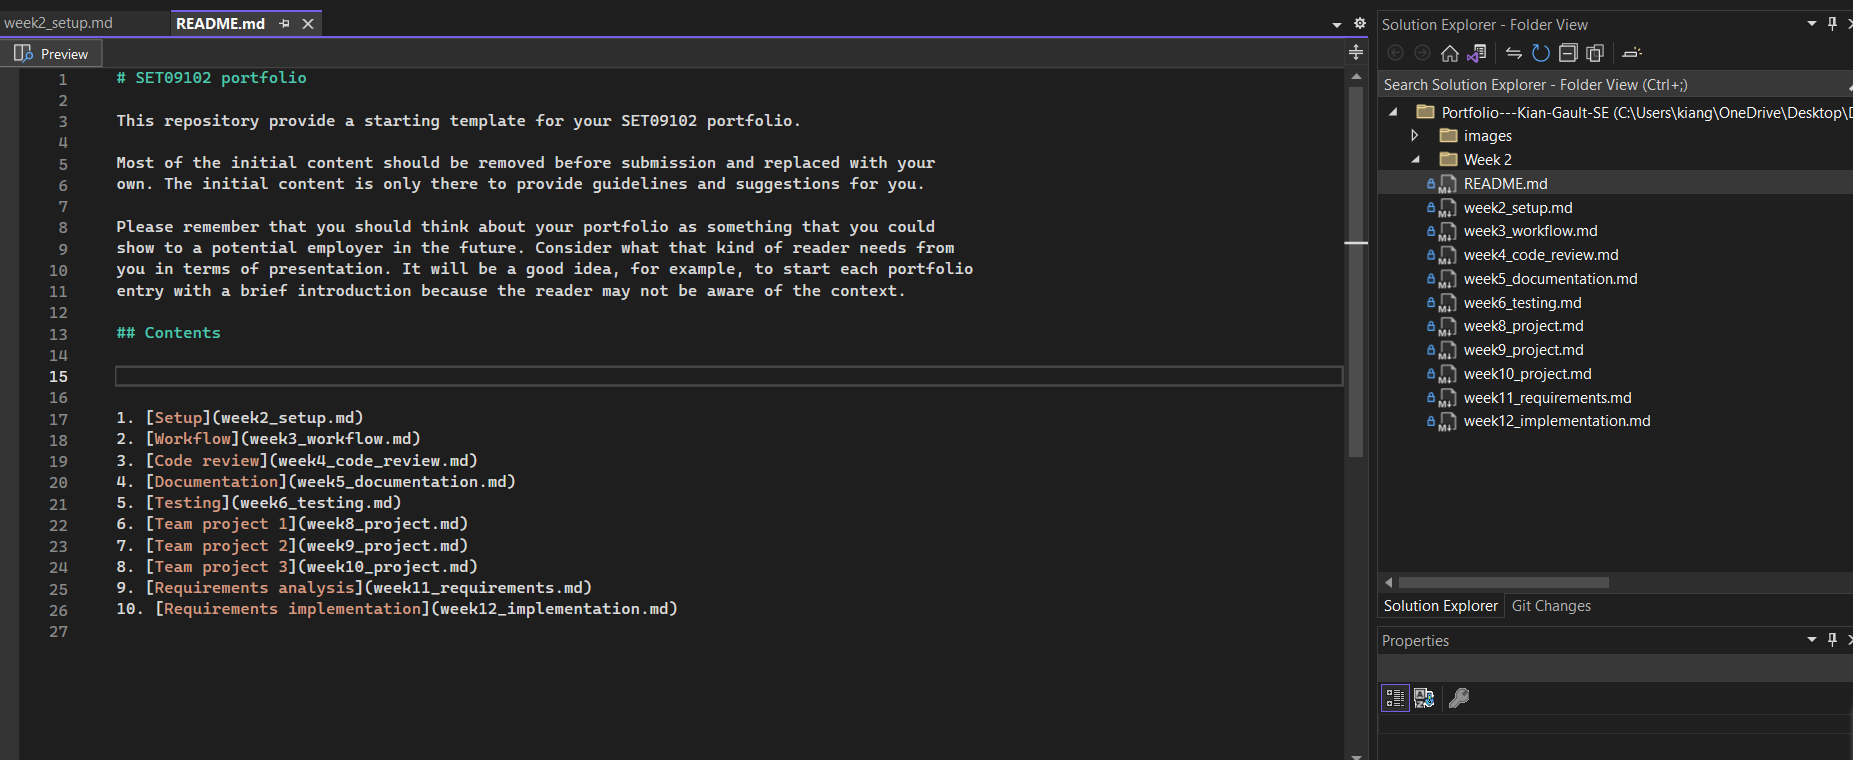 week2_setup.md
README.md
Preview
1 # SET09102 portfolio
2
3 This repository provide a starting template for your SET09102 portfolio.
4
5 Most of the initial content should be removed before submission and replaced with your
6 own. The initial content is only there to provide guidelines and suggestions for you.
7
8 Please remember that you should think about your portfolio as something that you could
9 show to a potential employer in the future. Consider what that kind of reader needs from
10 you in terms of presentation. It will be a good idea, for example, to start each portfolio
11 entry with a brief introduction because the reader may not be aware of the context.
12
13 ## Contents
14
15
16
17 1. [Setup](week2_setup.md)
18 2. [Workflow](week3_workflow.md)
19 3. [Code review](week4_code_review.md)
20 4. [Documentation](week5_documentation.md)
21 5. [Testing](week6_testing.md)
22 6. [Team project 1](week8_project.md)
23 7. [Team project 2](week9_project.md)
24 8. [Team project 3](week10_project.md)
25 9. [Requirements analysis](week11_requirements.md)
26 10. [Requirements implementation](week12_implementation.md)
27
Solution Explorer - Folder View
Search Solution Explorer - Folder View (Ctrl+;)
Portfolio---Kian-Gault-SE (C:\Users\kiang\OneDrive\Desktop\
images
Week 2
README.md
week2_setup.md
week3_workflow.md
week4_code_review.md
week5_documentation.md
week6_testing.md
week8_project.md
week9_project.md
week10_project.md
week11_requirements.md
week12_implementation.md
Solution Explorer Git Changes
Properties